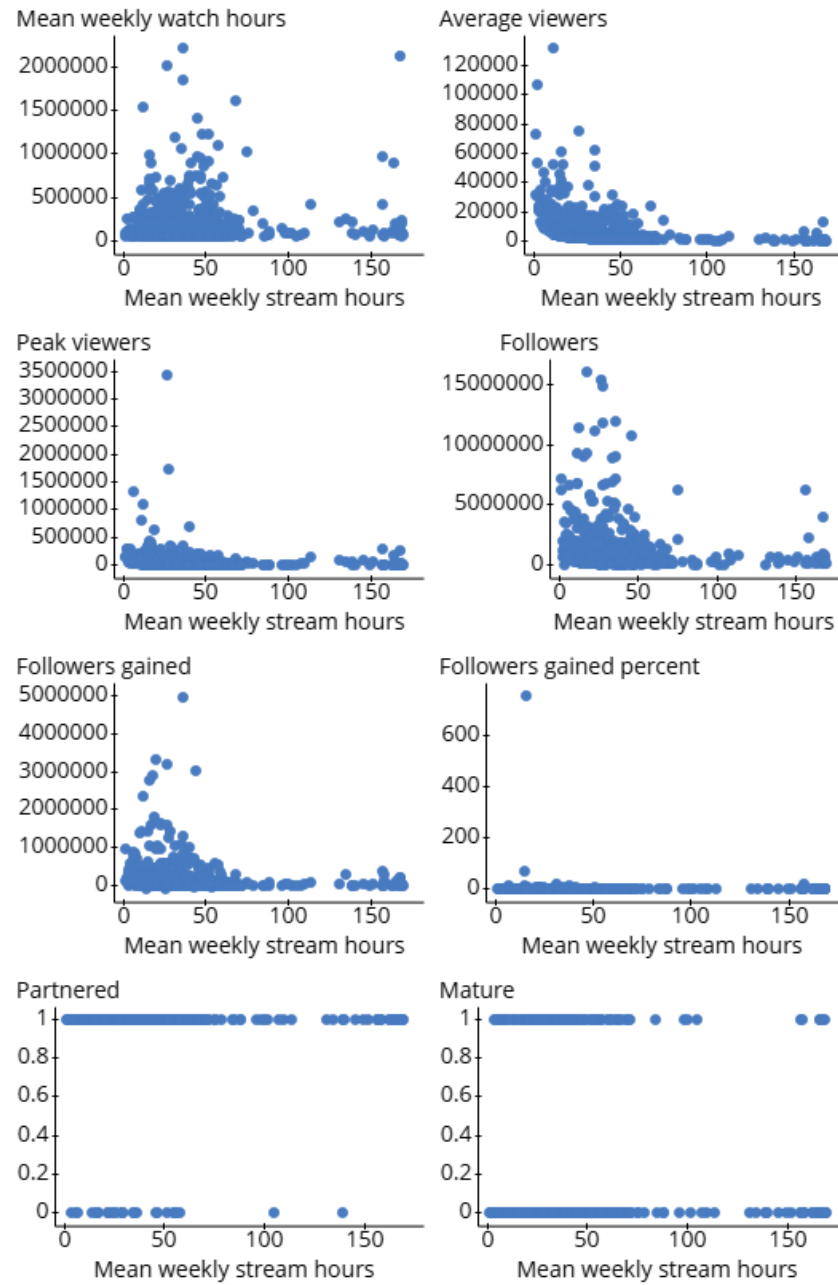 Mean weekly watch hours
2000000
1500000
1000000
500000
0
0 50 100 150
Mean weekly stream hours
Average viewers
120000
100000
80000
60000
40000
20000
0
0 50 100 150
Mean weekly stream hours
Peak viewers
3500000
3000000
2500000
2000000
1500000
1000000
500000
0
0 50 100 150
Mean weekly stream hours
Followers
15000000
10000000
5000000
0
0 50 100 150
Mean weekly stream hours
Followers gained
5000000
4000000
3000000
2000000
1000000
0
0 50 100 150
Mean weekly stream hours
Followers gained percent
600
400
200
0
0 50 100 150
Mean weekly stream hours
Partnered
1
0.8
0.6
0.4
0.2
0
0 50 100 150
Mean weekly stream hours
Mature
1
0.8
0.6
0.4
0.2
0
0 50 100 150
Mean weekly stream hours